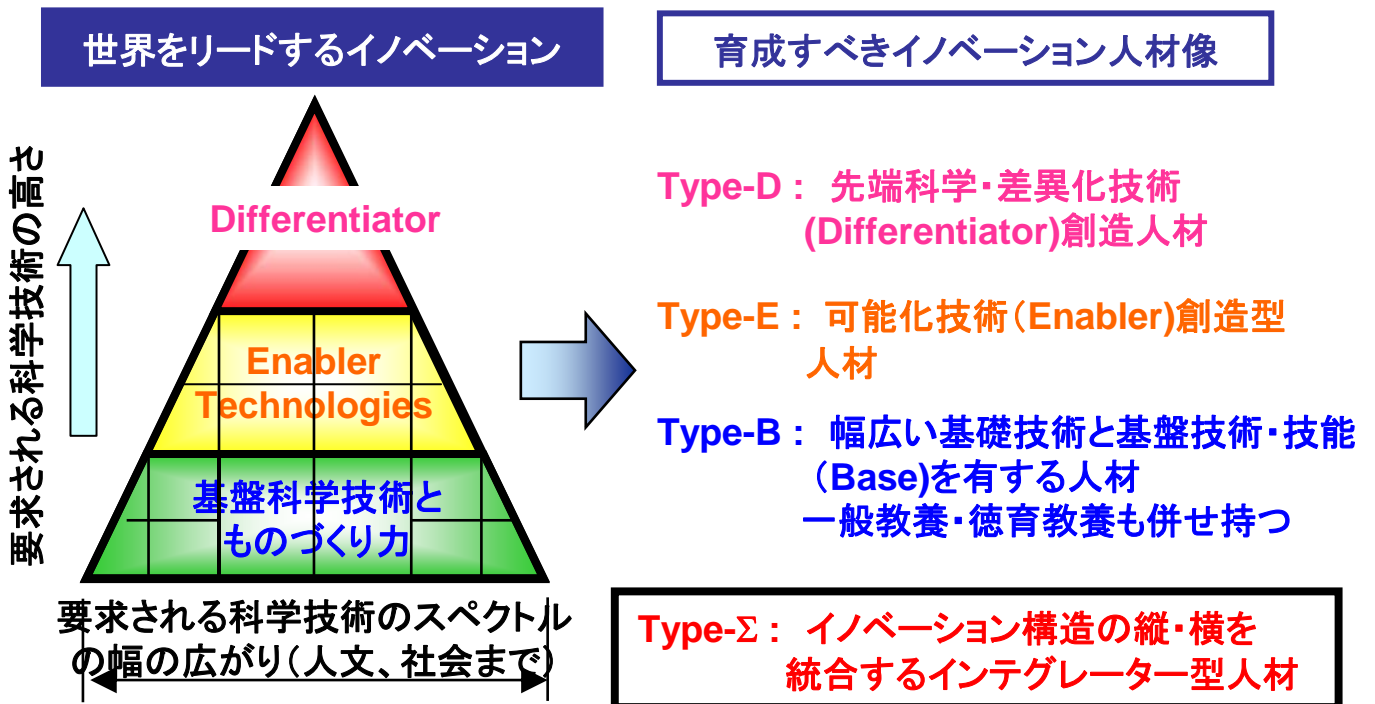 世界をリードするイノベーション
育成すべきイノベーション人材像
要求される科学技術の高さ
Differentiator
Enabler
Technologies
基盤科学技術と
ものづくり力
要求される科学技術のスペクトル
の幅の広がり(人文、社会まで)
Type-D : 先端科学・差異化技術
(Differentiator)創造人材
Type-E : 可能化技術(Enabler)創造型
人材
Type-B : 幅広い基礎技術と基盤技術・技能
(Base)を有する人材
一般教養・徳育教養も併せ持つ
Type-Σ : イノベーション構造の縦・横を
統合するインテグレーター型人材